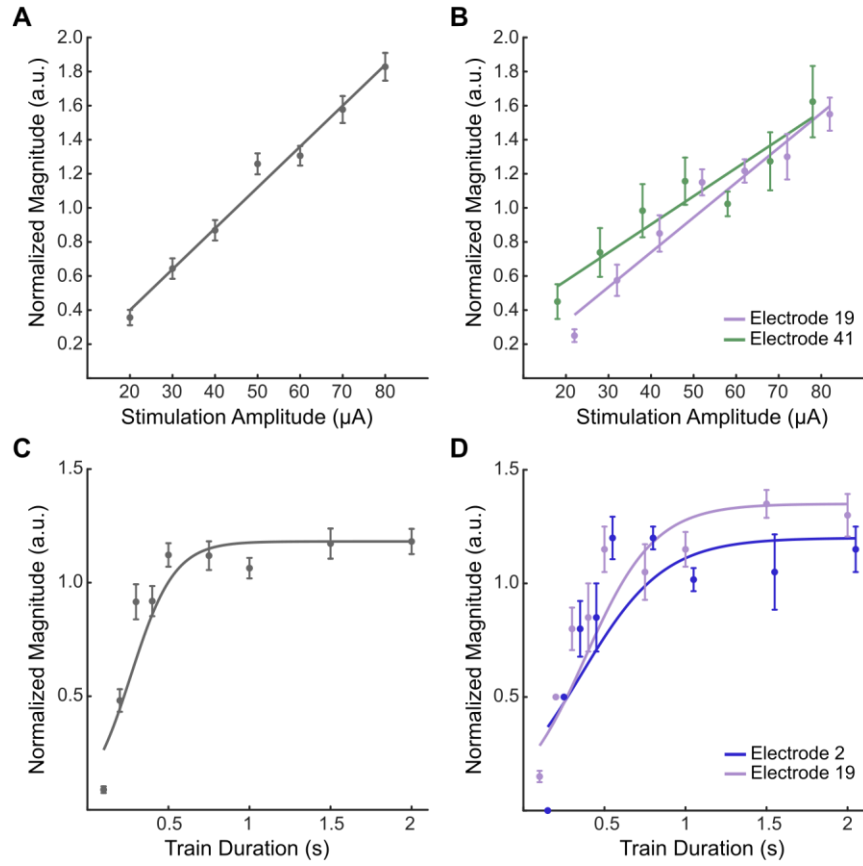 A
Normalized Magnitude (a.u.)
2.0
1.8
1.6
1.4
1.2
1.0
0.8
0.6
0.4
0.2
20 30 40 50 60 70 80
Stimulation Amplitude (µA)
B
Normalized Magnitude (a.u.)
2.0
1.8
1.6
1.4
1.2
1.0
0.8
0.6
0.4
0.2
Electrode 19
Electrode 41
20 30 40 50 60 70 80
Stimulation Amplitude (µA)
C
Normalized Magnitude (a.u.)
1.5
1.0
0.5
0.5 1 1.5 2
Train Duration (s)
D
Normalized Magnitude (a.u.)
1.5
1.0
0.5
Electrode 2
Electrode 19
0.5 1 1.5 2
Train Duration (s)